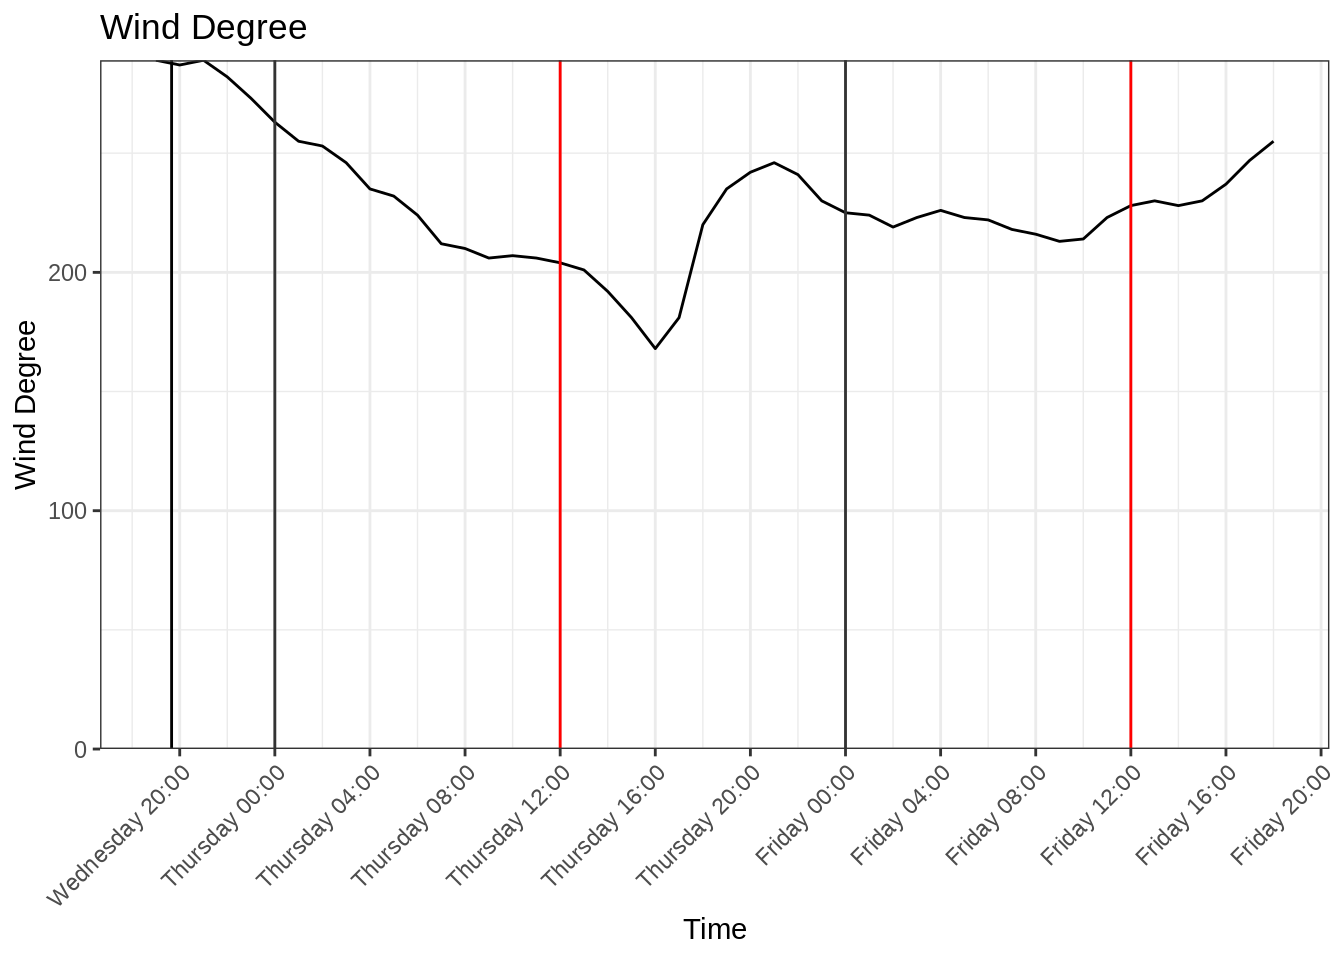 Wind Degree
Wind Degree
200
100
0
Wednesday 20:00
Thursday 00:00
Thursday 04:00
Thursday 08:00
Thursday 12:00
Thursday 16:00
Thursday 20:00
Friday 00:00
Friday 04:00
Friday 08:00
Friday 12:00
Friday 16:00
Friday 20:00
Time